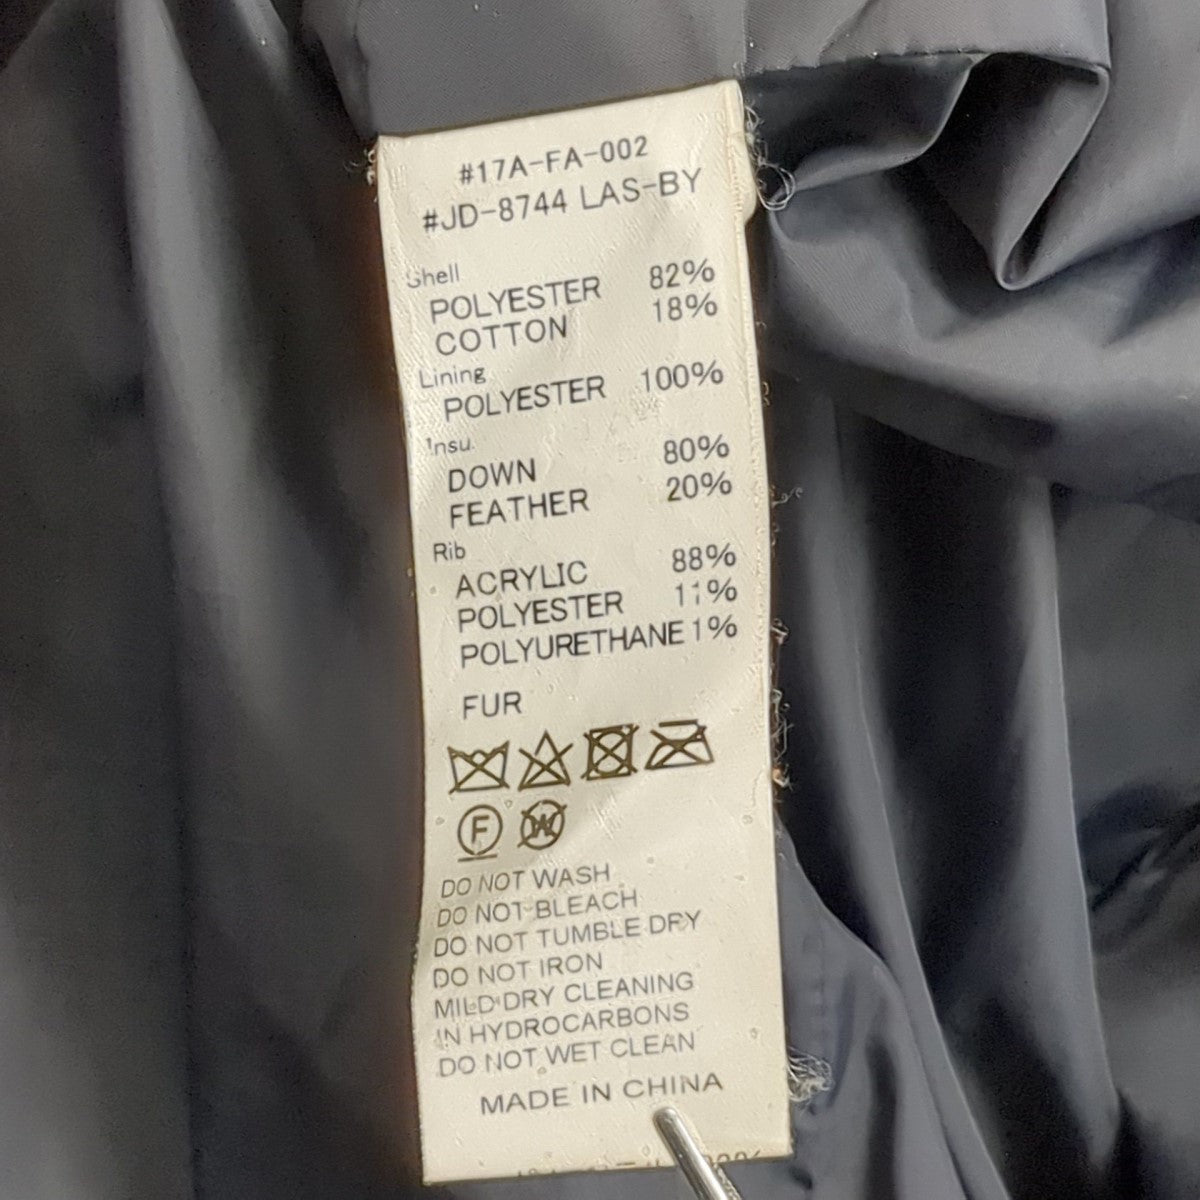 #17A-FA-002
#JD-8744 LAS-BY
Shell
POLYESTER 82%
COTTON 18%
Lining
POLYESTER 100%
Insu.
DOWN 80%
FEATHER 20%
Rib
ACRYLIC 88%
POLYESTER 11%
POLYURETHANE 1%
FUR
F W
DO NOT WASH
DO NOT BLEACH
DO NOT TUMBLE DRY
DO NOT IRON
MILD DRY CLEANING
IN HYDROCARBONS
DO NOT WET CLEAN
MADE IN CHINA